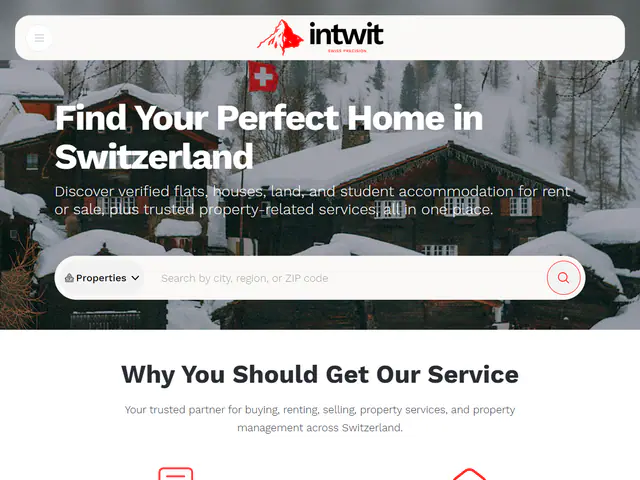 intwit
SWISS PRECISION
Find Your Perfect Home in
Switzerland
Discover verified flats, houses, land, and student accommodation for rent
or sale, plus trusted property-related services, all in one place.
Properties
Search by city, region, or ZIP code
Why You Should Get Our Service
Your trusted partner for buying, renting, selling, property services, and property
management across Switzerland.